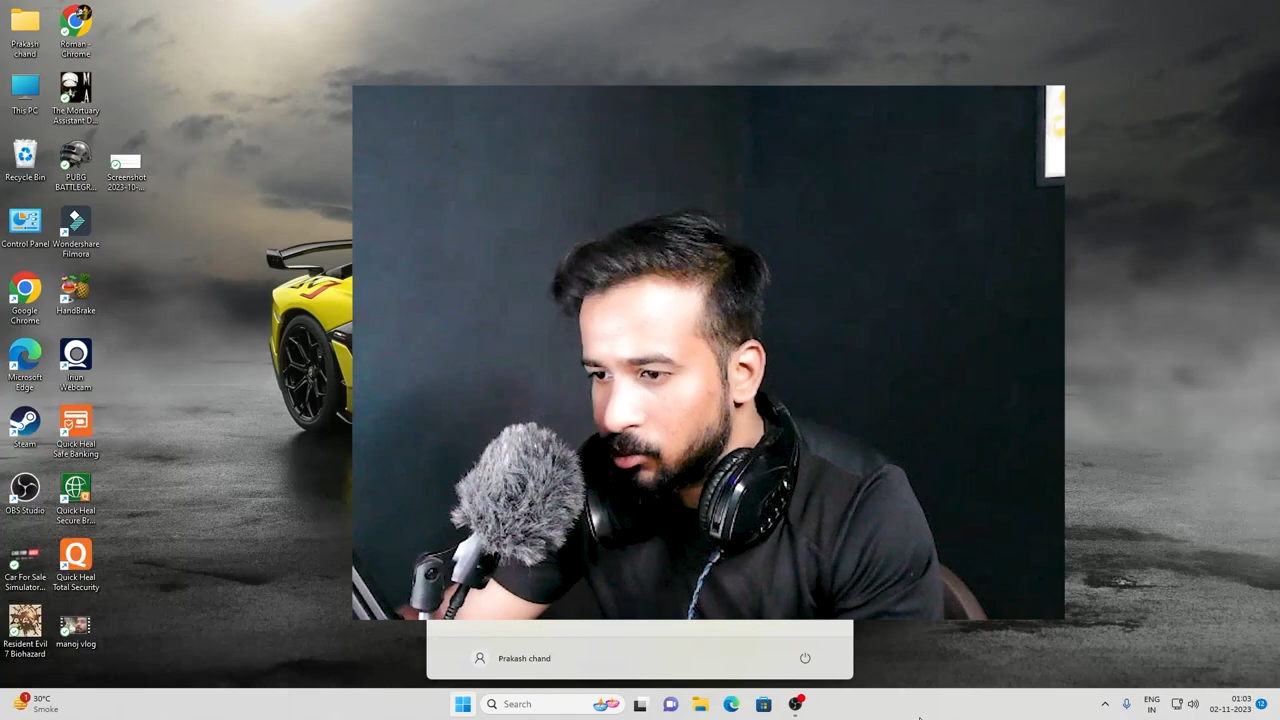 Prakash
chand
Roman -
Chrome
This PC
The Mortuary
Assistant D...
Recycle Bin
PUBG
BATTLEGR...
Screenshot
2023-10-...
Control Panel
Wondershare
Filmora
Google
Chrome
HandBrake
Microsoft
Edge
Iriun
Webcam
Steam
Quick Heal
Safe Banking
OBS Studio
Quick Heal
Secure Br...
Car For Sale
Simulator...
Quick Heal
Total Security
Resident Evil
7 Biohazard
manoj vlog
Prakash chand
1
30°C
Smoke
Search
ENG
IN
01:03
02-11-2023
12